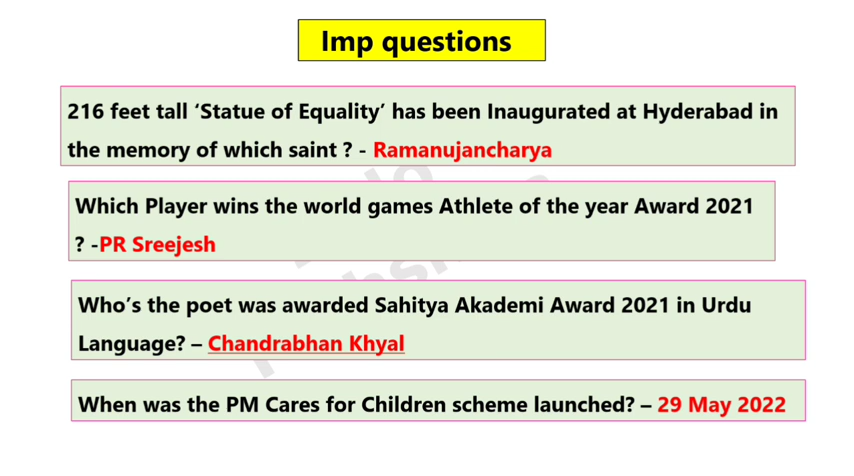 Imp questions
216 feet tall ‘Statue of Equality’ has been Inaugurated at Hyderabad in
the memory of which saint ? - Ramanujancharya
Which Player wins the world games Athlete of the year Award 2021
? -PR Sreejesh
Who’s the poet was awarded Sahitya Akademi Award 2021 in Urdu
Language? – Chandrabhan Khyal
When was the PM Cares for Children scheme launched? – 29 May 2022